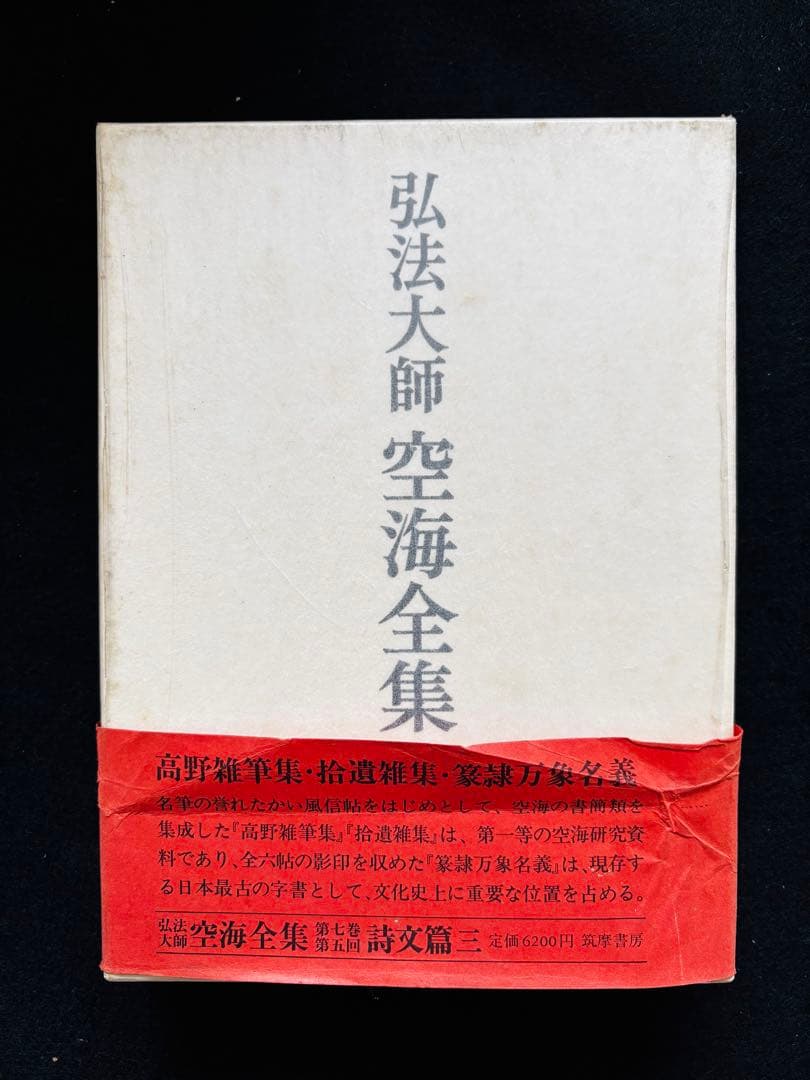 弘法大師 空海全集
高野雑筆集・拾遺雑集・篆隷万象名義
名筆の誉れたかい風信帖をはじめとして、空海の書簡類を
集成した『高野雑筆集』『拾遺雑集』は、第一等の空海研究資
料であり、全六帖の影印を収めた『篆隷万象名義』は、現存す
る日本最古の字書として、文化史上に重要な位置を占める。
弘法大師 空海全集 第七巻 第五回 詩文篇三 定価6200円 筑摩書房